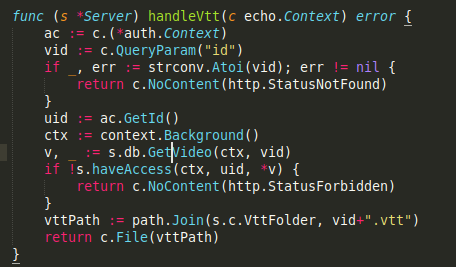 func (s *Server) handleVtt(c echo.Context) error {
    ac := c.(*auth.Context)
    vid := c.QueryParam("id")
    if _, err := strconv.Atoi(vid); err != nil {
        return c.NoContent(http.StatusNotFound)
    }
    uid := ac.GetId()
    ctx := context.Background()
    v, _ := s.db.GetVideo(ctx, vid)
    if !s.haveAccess(ctx, uid, *v) {
        return c.NoContent(http.StatusForbidden)
    }
    vttPath := path.Join(s.c.VttFolder, vid+".vtt")
    return c.File(vttPath)
}